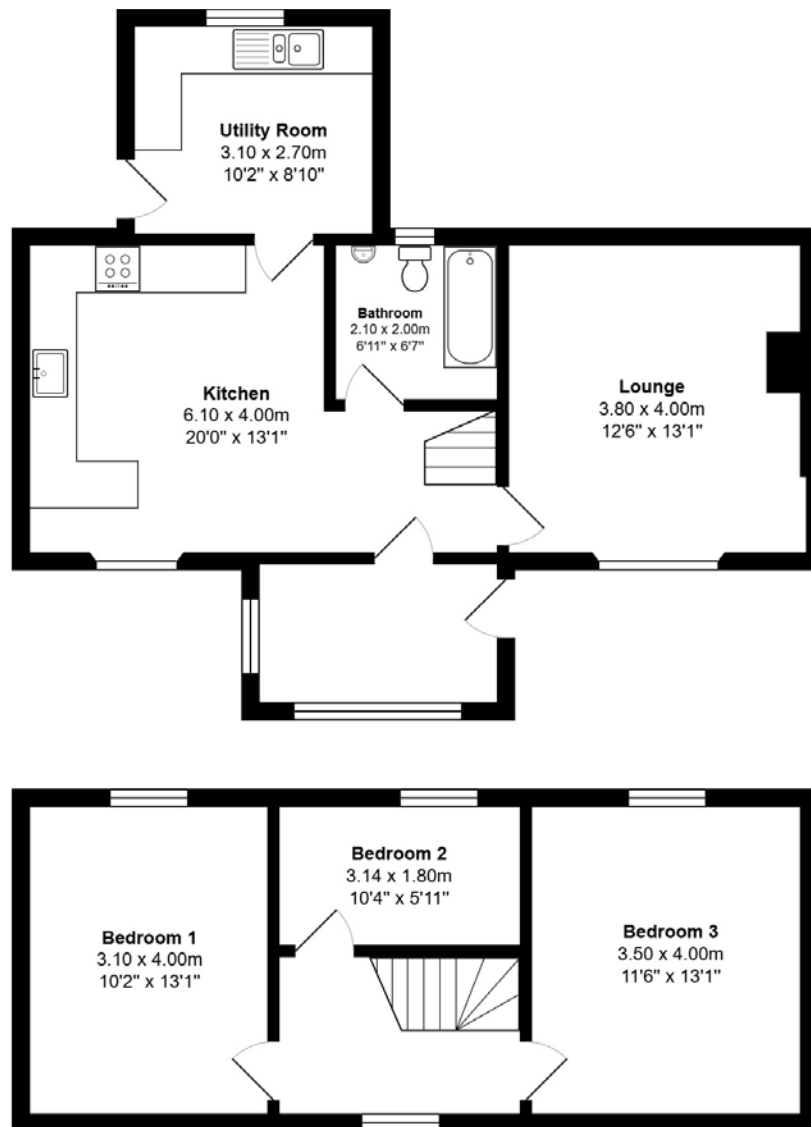 Utility Room
3.10 x 2.70m
10'2" x 8'10"
Bathroom
2.10 x 2.00m
6'11" x 6'7"
Kitchen
6.10 x 4.00m
20'0" x 13'1"
Lounge
3.80 x 4.00m
12'6" x 13'1"
Bedroom 1
3.10 x 4.00m
10'2" x 13'1"
Bedroom 2
3.14 x 1.80m
10'4" x 5'11"
Bedroom 3
3.50 x 4.00m
11'6" x 13'1"